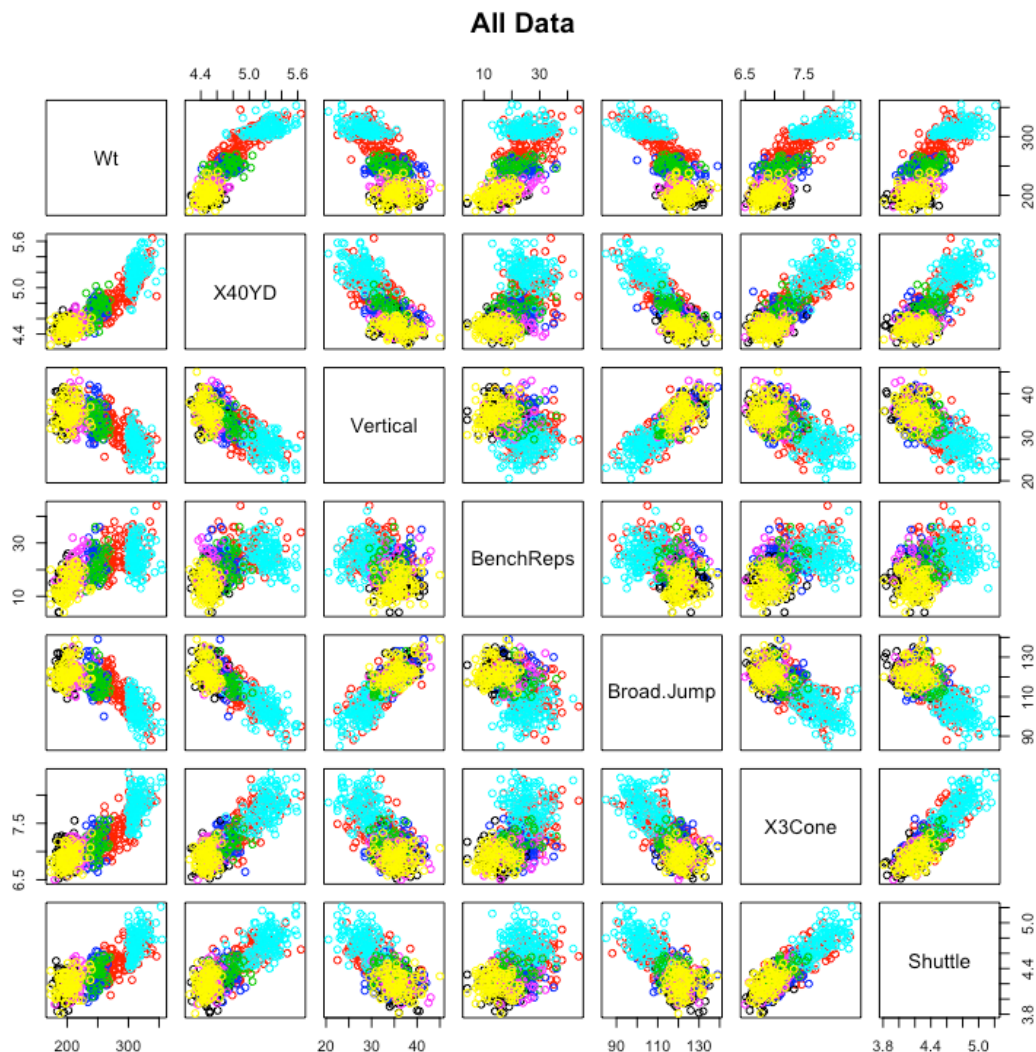 All Data
4.4 5.0 5.6 10 30 6.5 7.5
Wt
200 300
4.4 5.0 5.6
X40YD
Vertical
20 30 40
10 30
BenchReps
Broad.Jump
90 110 130
6.5 7.5
X3Cone
Shuttle
3.8 4.4 5.0
200 300 20 30 40 90 110 130 3.8 4.4 5.0